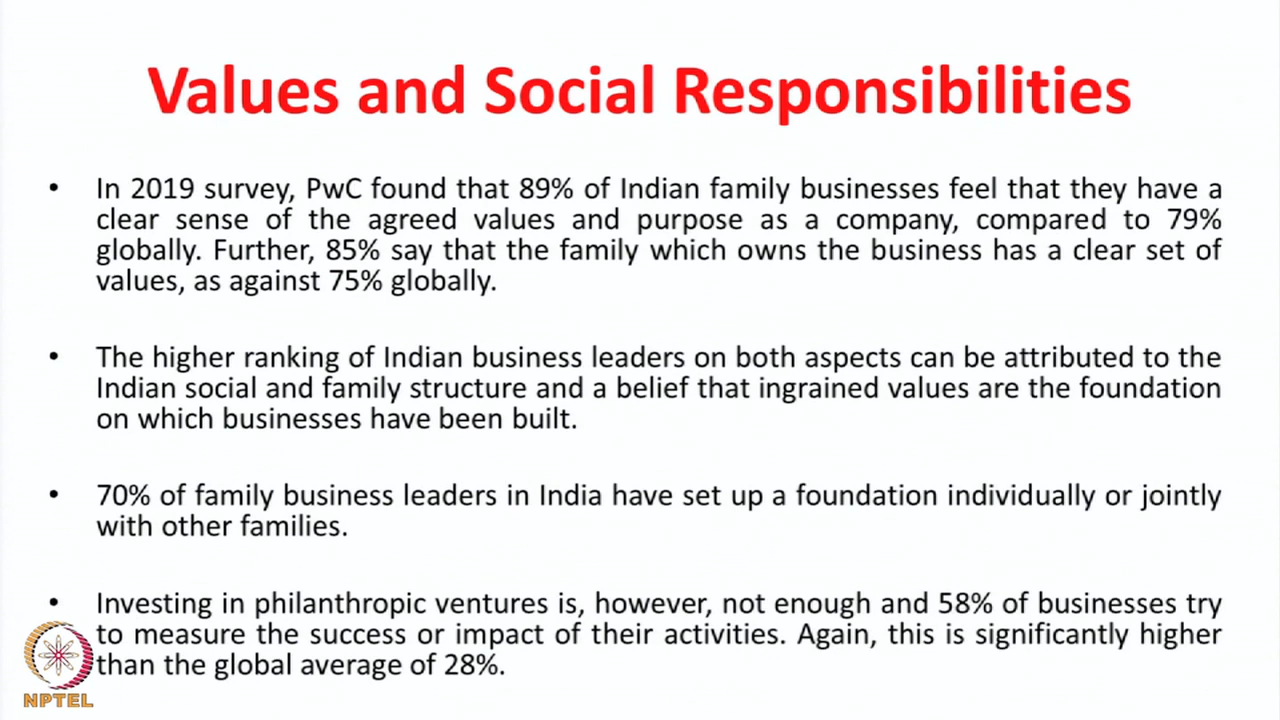 Values and Social Responsibilities
• In 2019 survey, PwC found that 89% of Indian family businesses feel that they have a
clear sense of the agreed values and purpose as a company, compared to 79%
globally. Further, 85% say that the family which owns the business has a clear set of
values, as against 75% globally.
• The higher ranking of Indian business leaders on both aspects can be attributed to the
Indian social and family structure and a belief that ingrained values are the foundation
on which businesses have been built.
• 70% of family business leaders in India have set up a foundation individually or jointly
with other families.
• Investing in philanthropic ventures is, however, not enough and 58% of businesses try
to measure the success or impact of their activities. Again, this is significantly higher
than the global average of 28%.
NPTEL